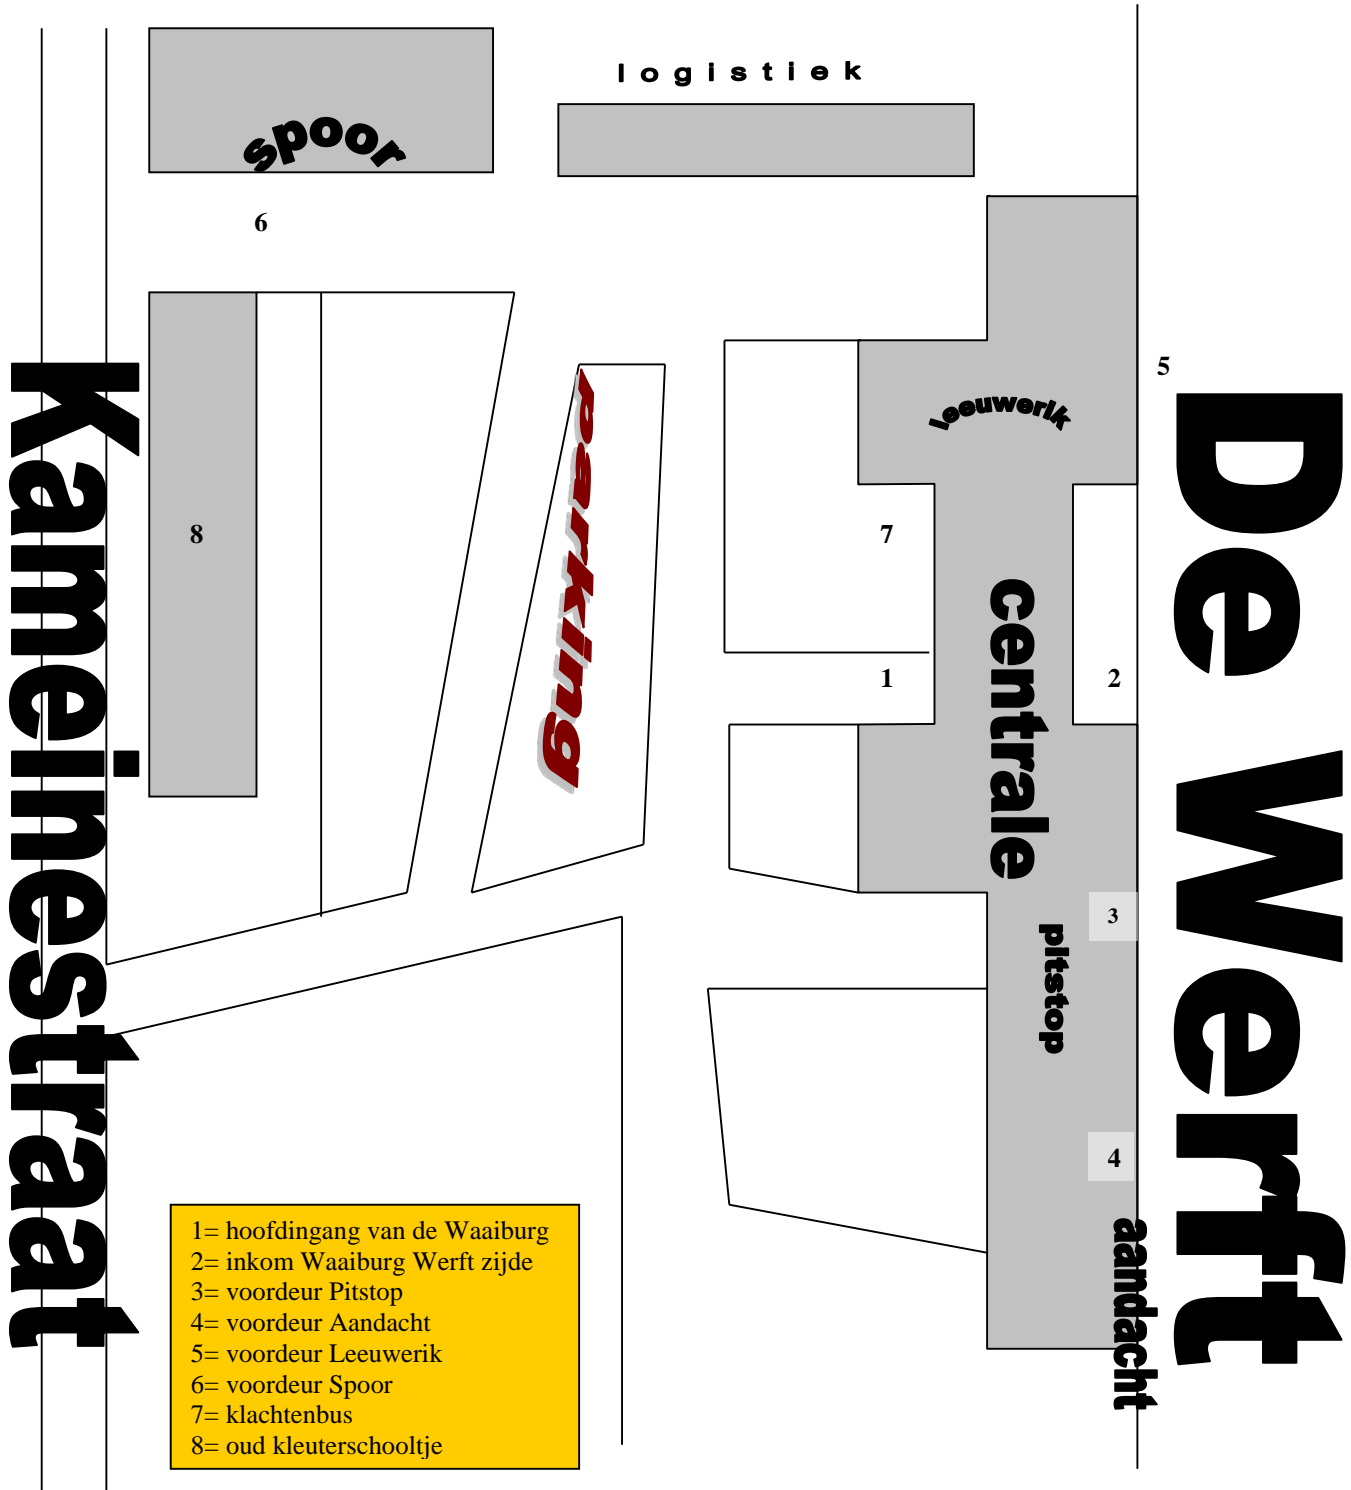 logistiek
spoor
6
5
leeuwerik
Kameinestraat
De Werft
parking
8
7
centrale
1
2
3
pitstop
4
aandacht
1= hoofdingang van de Waaiburg
2= inkom Waaiburg Werft zijde
3= voordeur Pitstop
4= voordeur Aandacht
5= voordeur Leeuwerik
6= voordeur Spoor
7= klachtenbus
8= oud kleuterschooltje